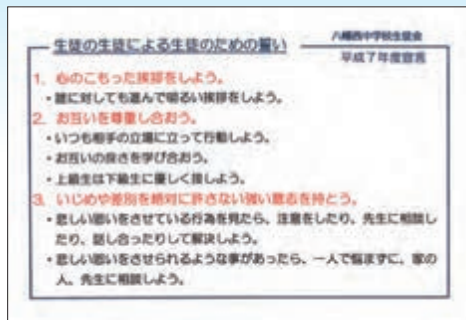 生徒の生徒による生徒のための誓い
八幡西中学校生徒会
平成7年度宣言
1. 心のこもった挨拶をしよう。
・誰に対しても進んで明るい挨拶をしよう。
2. お互いを尊重し合おう。
・いつも相手の立場に立って行動しよう。
・お互いの良さを学び合おう。
・上級生は下級生に優しく接しよう。
3. いじめや差別を絶対に許さない強い意志を持とう。
・悲しい思いをさせている行為を見たら、注意をしたり、先生に相談し
たり、話し合ったりして解決しよう。
・悲しい思いをさせられるような事があったら、一人で悩まずに、家の
人、先生に相談しよう。